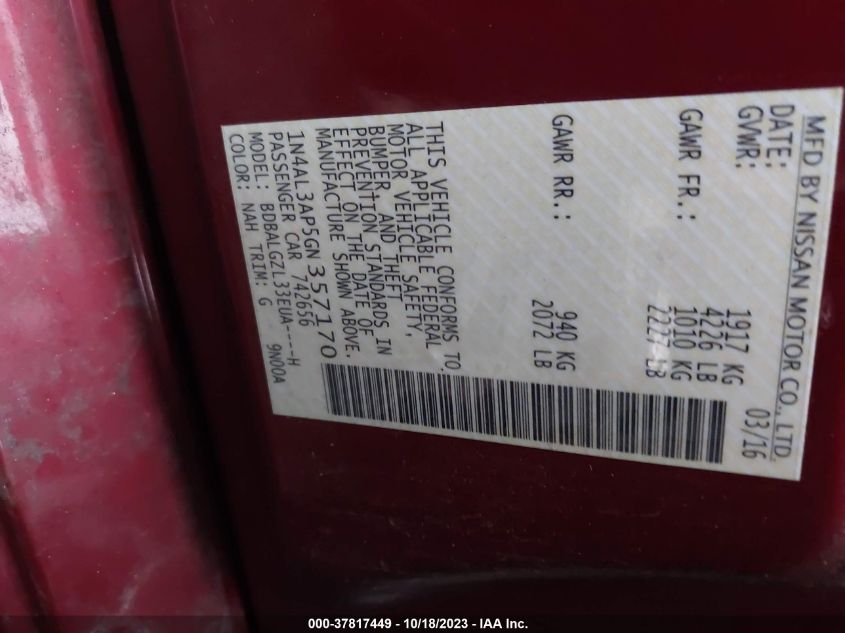 MFD BY NISSAN MOTOR CO., LTD.
DATE: 03/16
GVWR: 1917 KG
4226 LB
GAWR FR.: 1010 KG
2227 LB
GAWR RR.: 940 KG
2072 LB
THIS VEHICLE CONFORMS TO
ALL APPLICABLE FEDERAL
MOTOR VEHICLE SAFETY,
BUMPER, AND THEFT
PREVENTION STANDARDS IN
EFFECT ON THE DATE OF
MANUFACTURE SHOWN ABOVE.
1N4AL3AP5GN357170
PASSENGER CAR 742656
MODEL: BDBALGZL33EUA----H
COLOR: NAH TRIM: G 9N00A
000-37817449 - 10/18/2023 - IAA Inc.